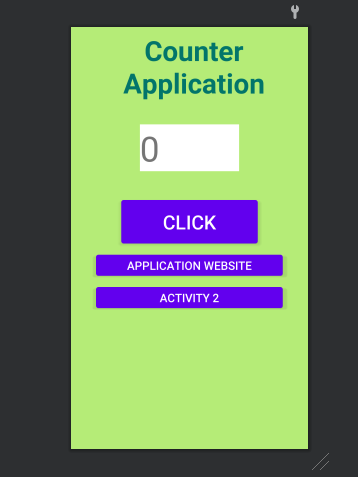 Counter
Application
0
CLICK
APPLICATION WEBSITE
ACTIVITY 2